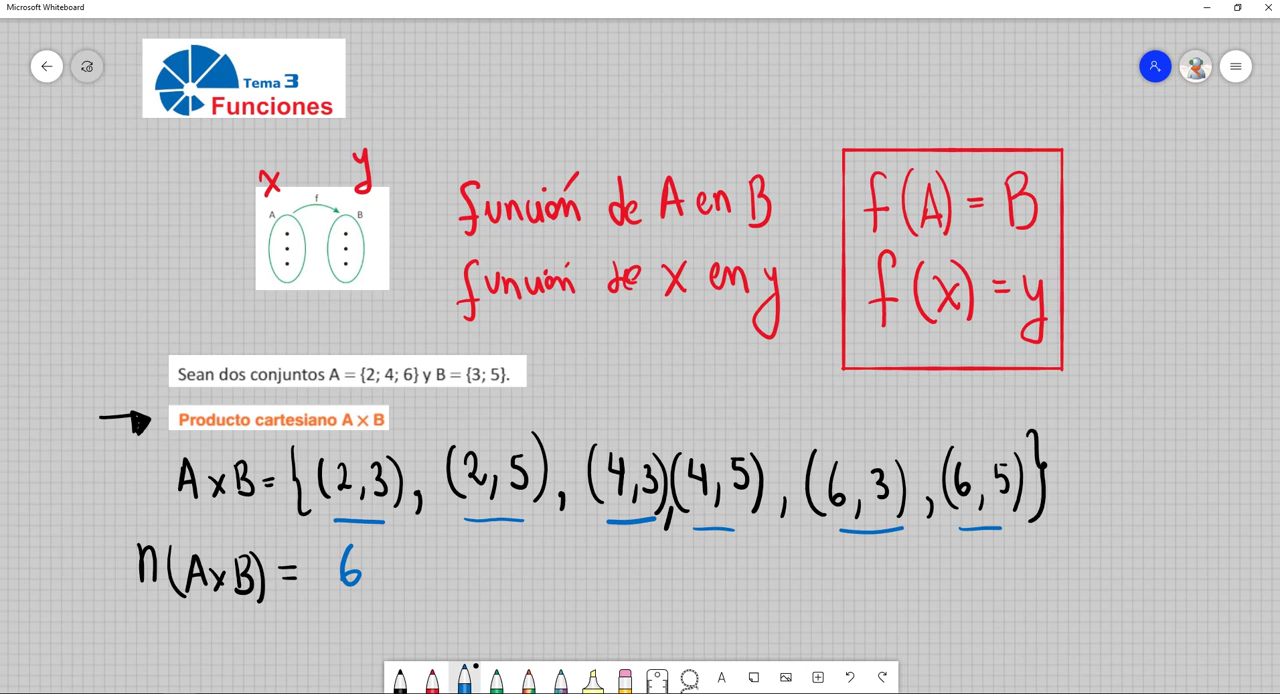 Microsoft Whiteboard
Tema 3
Funciones
x y
f
A B
función de A en B
función de x en y
f(A) = B
f(x) = y
Sean dos conjuntos A = {2; 4; 6} y B = {3; 5}.
Producto cartesiano A × B
A×B= {(2,3), (2,5), (4,3),(4,5), (6,3), (6,5)}
n(A×B) = 6
A